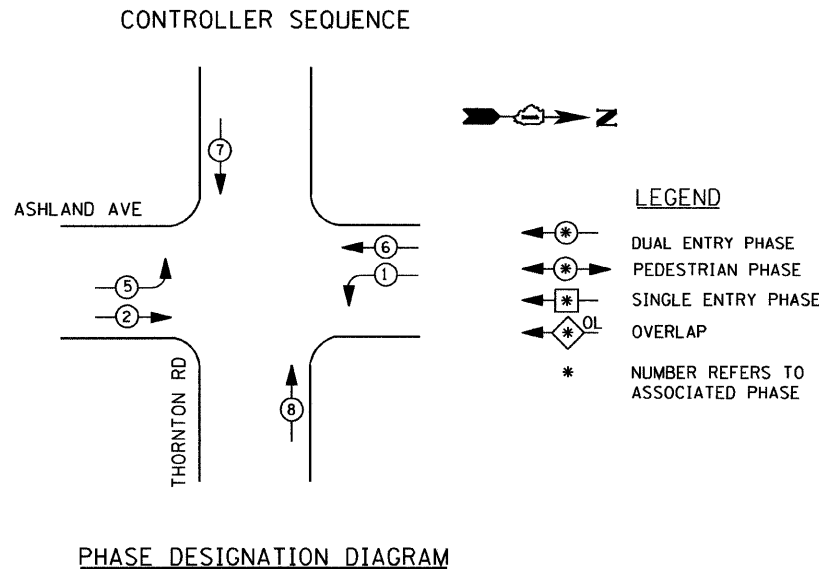 CONTROLLER SEQUENCE
N
7
ASHLAND AVE
6
1
5
2
8
THORNTON RD
LEGEND
* DUAL ENTRY PHASE
* PEDESTRIAN PHASE
* SINGLE ENTRY PHASE
* OL OVERLAP
* NUMBER REFERS TO
ASSOCIATED PHASE
PHASE DESIGNATION DIAGRAM